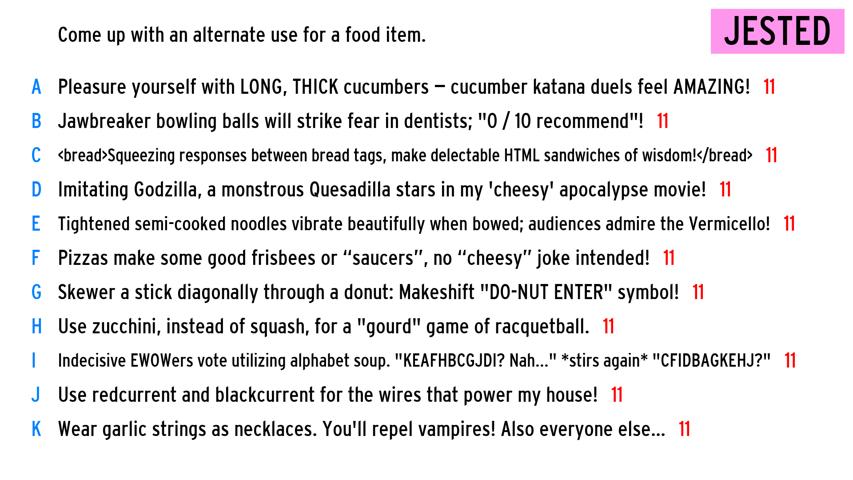 Come up with an alternate use for a food item.
JESTED
A Pleasure yourself with LONG, THICK cucumbers – cucumber katana duels feel AMAZING! 11
B Jawbreaker bowling balls will strike fear in dentists; "0 / 10 recommend"! 11
C <bread>Squeezing responses between bread tags, make delectable HTML sandwiches of wisdom!</bread> 11
D Imitating Godzilla, a monstrous Quesadilla stars in my 'cheesy' apocalypse movie! 11
E Tightened semi-cooked noodles vibrate beautifully when bowed; audiences admire the Vermicello! 11
F Pizzas make some good frisbees or “saucers”, no “cheesy” joke intended! 11
G Skewer a stick diagonally through a donut: Makeshift "DO-NUT ENTER" symbol! 11
H Use zucchini, instead of squash, for a "gourd" game of racquetball. 11
I Indecisive EWOWers vote utilizing alphabet soup. "KEAFHBCGJDI? Nah..." *stirs again* "CFIDBAGKEHJ?" 11
J Use redcurrent and blackcurrent for the wires that power my house! 11
K Wear garlic strings as necklaces. You'll repel vampires! Also everyone else... 11